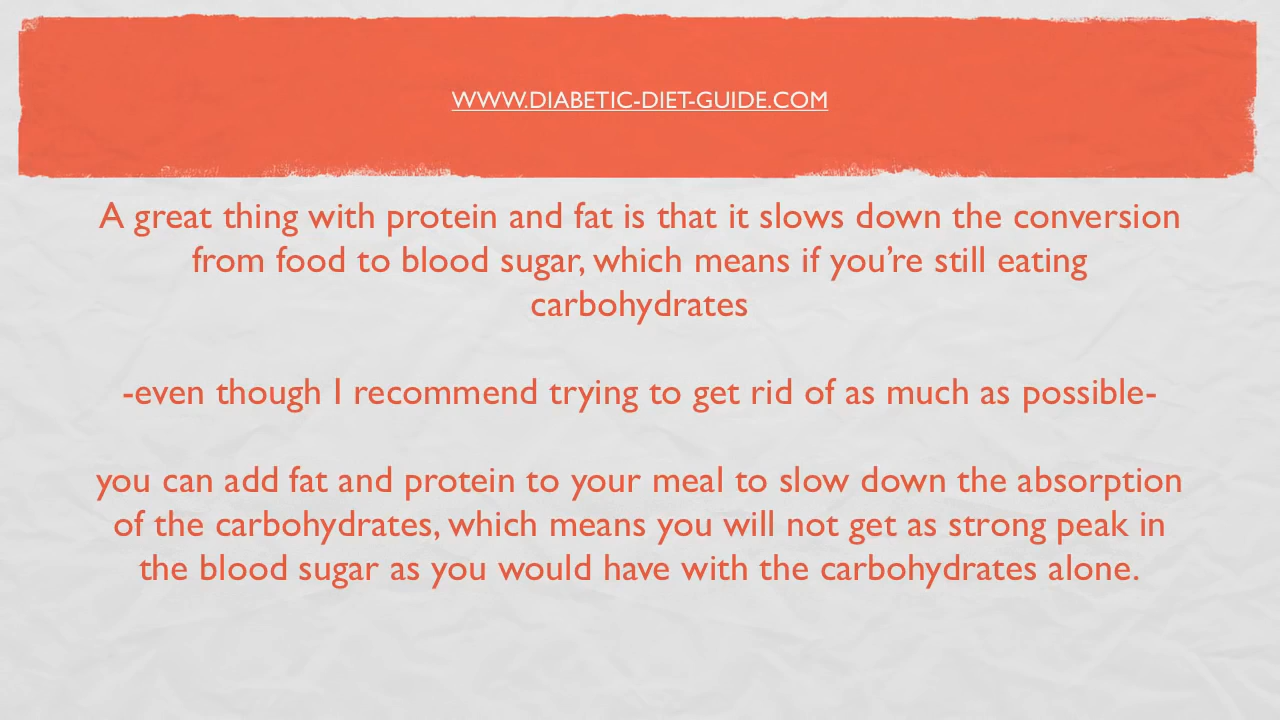 WWW.DIABETIC-DIET-GUIDE.COM
A great thing with protein and fat is that it slows down the conversion
from food to blood sugar, which means if you’re still eating
carbohydrates
-even though I recommend trying to get rid of as much as possible-
you can add fat and protein to your meal to slow down the absorption
of the carbohydrates, which means you will not get as strong peak in
the blood sugar as you would have with the carbohydrates alone.